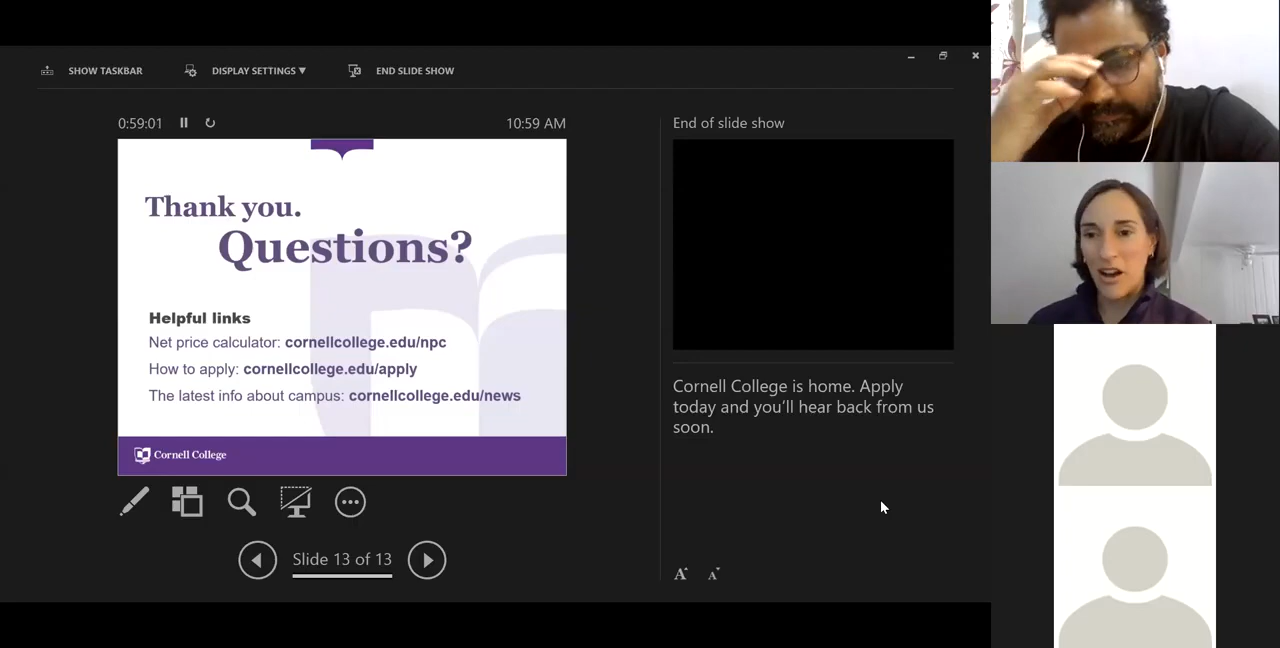 SHOW TASKBAR
DISPLAY SETTINGS ▼
END SLIDE SHOW
0:59:01
10:59 AM
Thank you.
Questions?
Helpful links
Net price calculator: cornellcollege.edu/npc
How to apply: cornellcollege.edu/apply
The latest info about campus: cornellcollege.edu/news
Cornell College
Slide 13 of 13
End of slide show
Cornell College is home. Apply
today and you'll hear back from us
soon.
A A